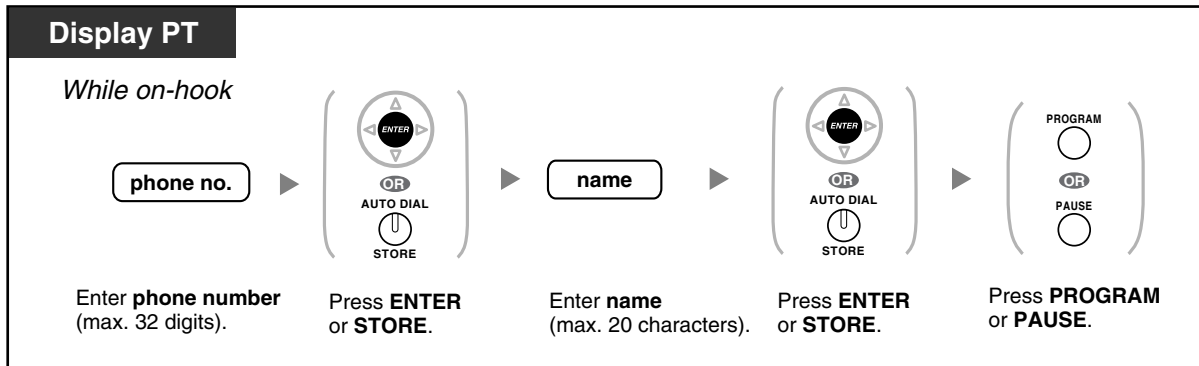 Display PT
While on-hook
phone no.
ENTER
OR
AUTO DIAL
STORE
name
ENTER
OR
AUTO DIAL
STORE
PROGRAM
OR
PAUSE
Enter phone number
(max. 32 digits).
Press ENTER
or STORE.
Enter name
(max. 20 characters).
Press ENTER
or STORE.
Press PROGRAM
or PAUSE.